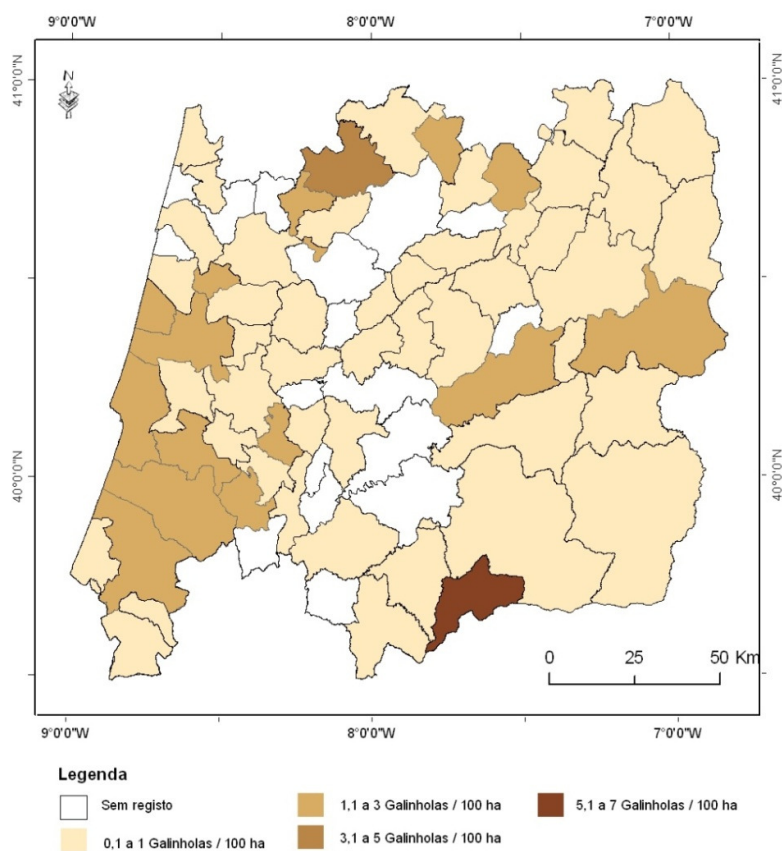 9°0'0"W 8°0'0"W 7°0'0"W
41°0'0"N 41°0'0"N
N
40°0'0"N 40°0'0"N
0 25 50 Km
9°0'0"W 8°0'0"W 7°0'0"W
Legenda
Sem registo
0,1 a 1 Galinholas / 100 ha
1,1 a 3 Galinholas / 100 ha
3,1 a 5 Galinholas / 100 ha
5,1 a 7 Galinholas / 100 ha